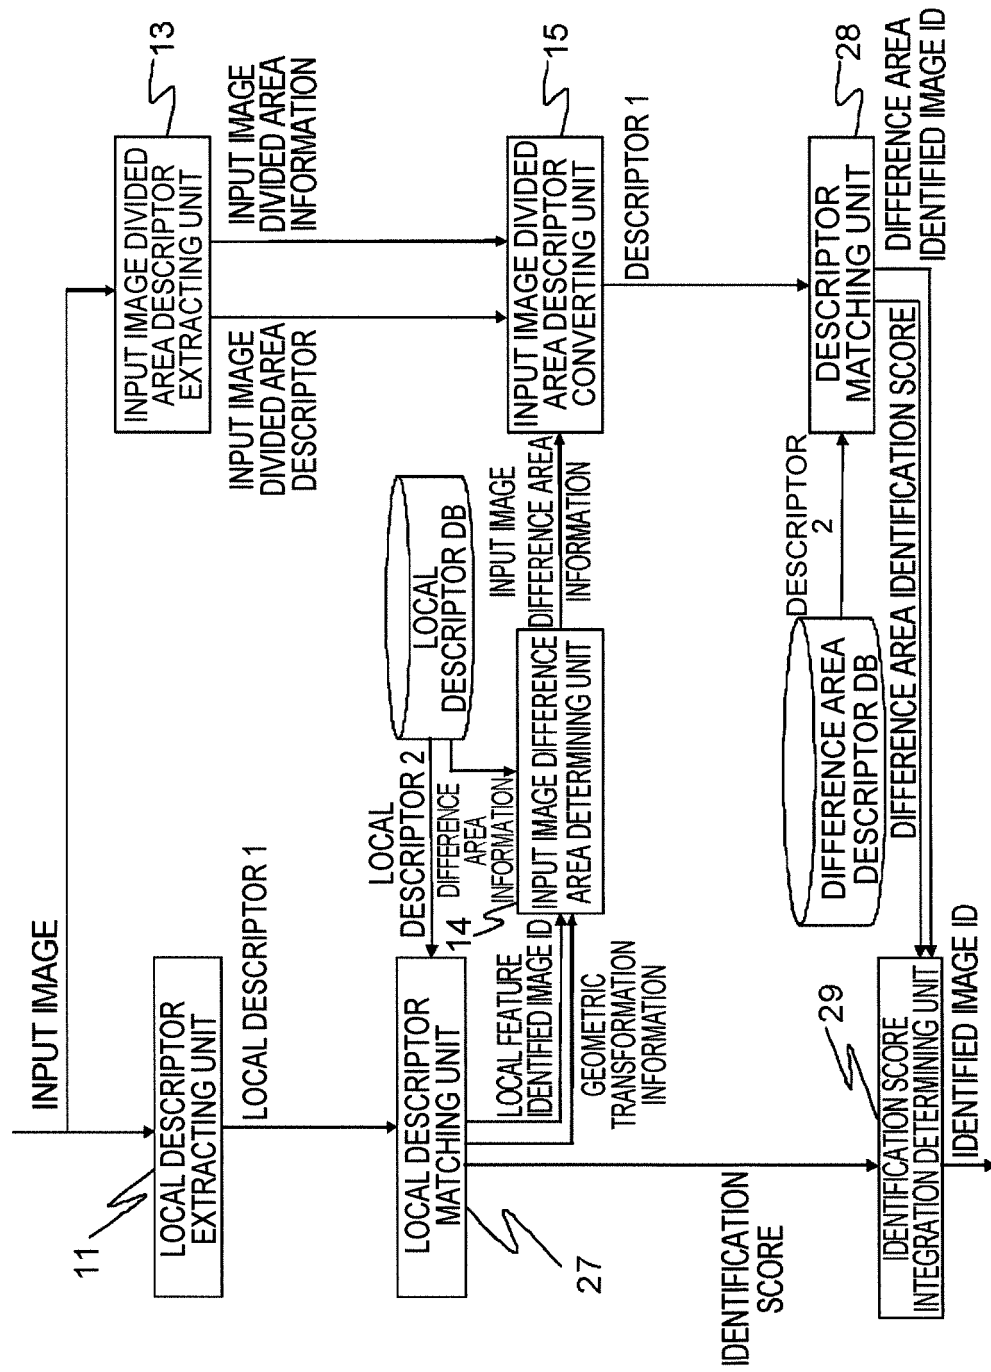 INPUT IMAGE
11
LOCAL DESCRIPTOR
EXTRACTING UNIT
LOCAL DESCRIPTOR 1
13
INPUT IMAGE DIVIDED
AREA DESCRIPTOR
EXTRACTING UNIT
INPUT IMAGE
DIVIDED AREA
DESCRIPTOR
INPUT IMAGE
DIVIDED AREA
INFORMATION
27
LOCAL DESCRIPTOR
MATCHING UNIT
LOCAL
DESCRIPTOR 2
LOCAL
DESCRIPTOR DB
DIFFERENCE
AREA
INFORMATION
14
LOCAL FEATURE
IDENTIFIED IMAGE ID
GEOMETRIC
TRANSFORMATION
INFORMATION
INPUT IMAGE DIFFERENCE
AREA DETERMINING UNIT
INPUT IMAGE
DIFFERENCE AREA
INFORMATION
15
INPUT IMAGE DIVIDED
AREA DESCRIPTOR
CONVERTING UNIT
DESCRIPTOR 1
IDENTIFICATION
SCORE
DIFFERENCE AREA
DESCRIPTOR DB
DESCRIPTOR
2
28
DESCRIPTOR
MATCHING UNIT
DIFFERENCE AREA IDENTIFICATION SCORE
DIFFERENCE AREA
IDENTIFIED IMAGE ID
29
IDENTIFICATION SCORE
INTEGRATION DETERMINING UNIT
IDENTIFIED IMAGE ID